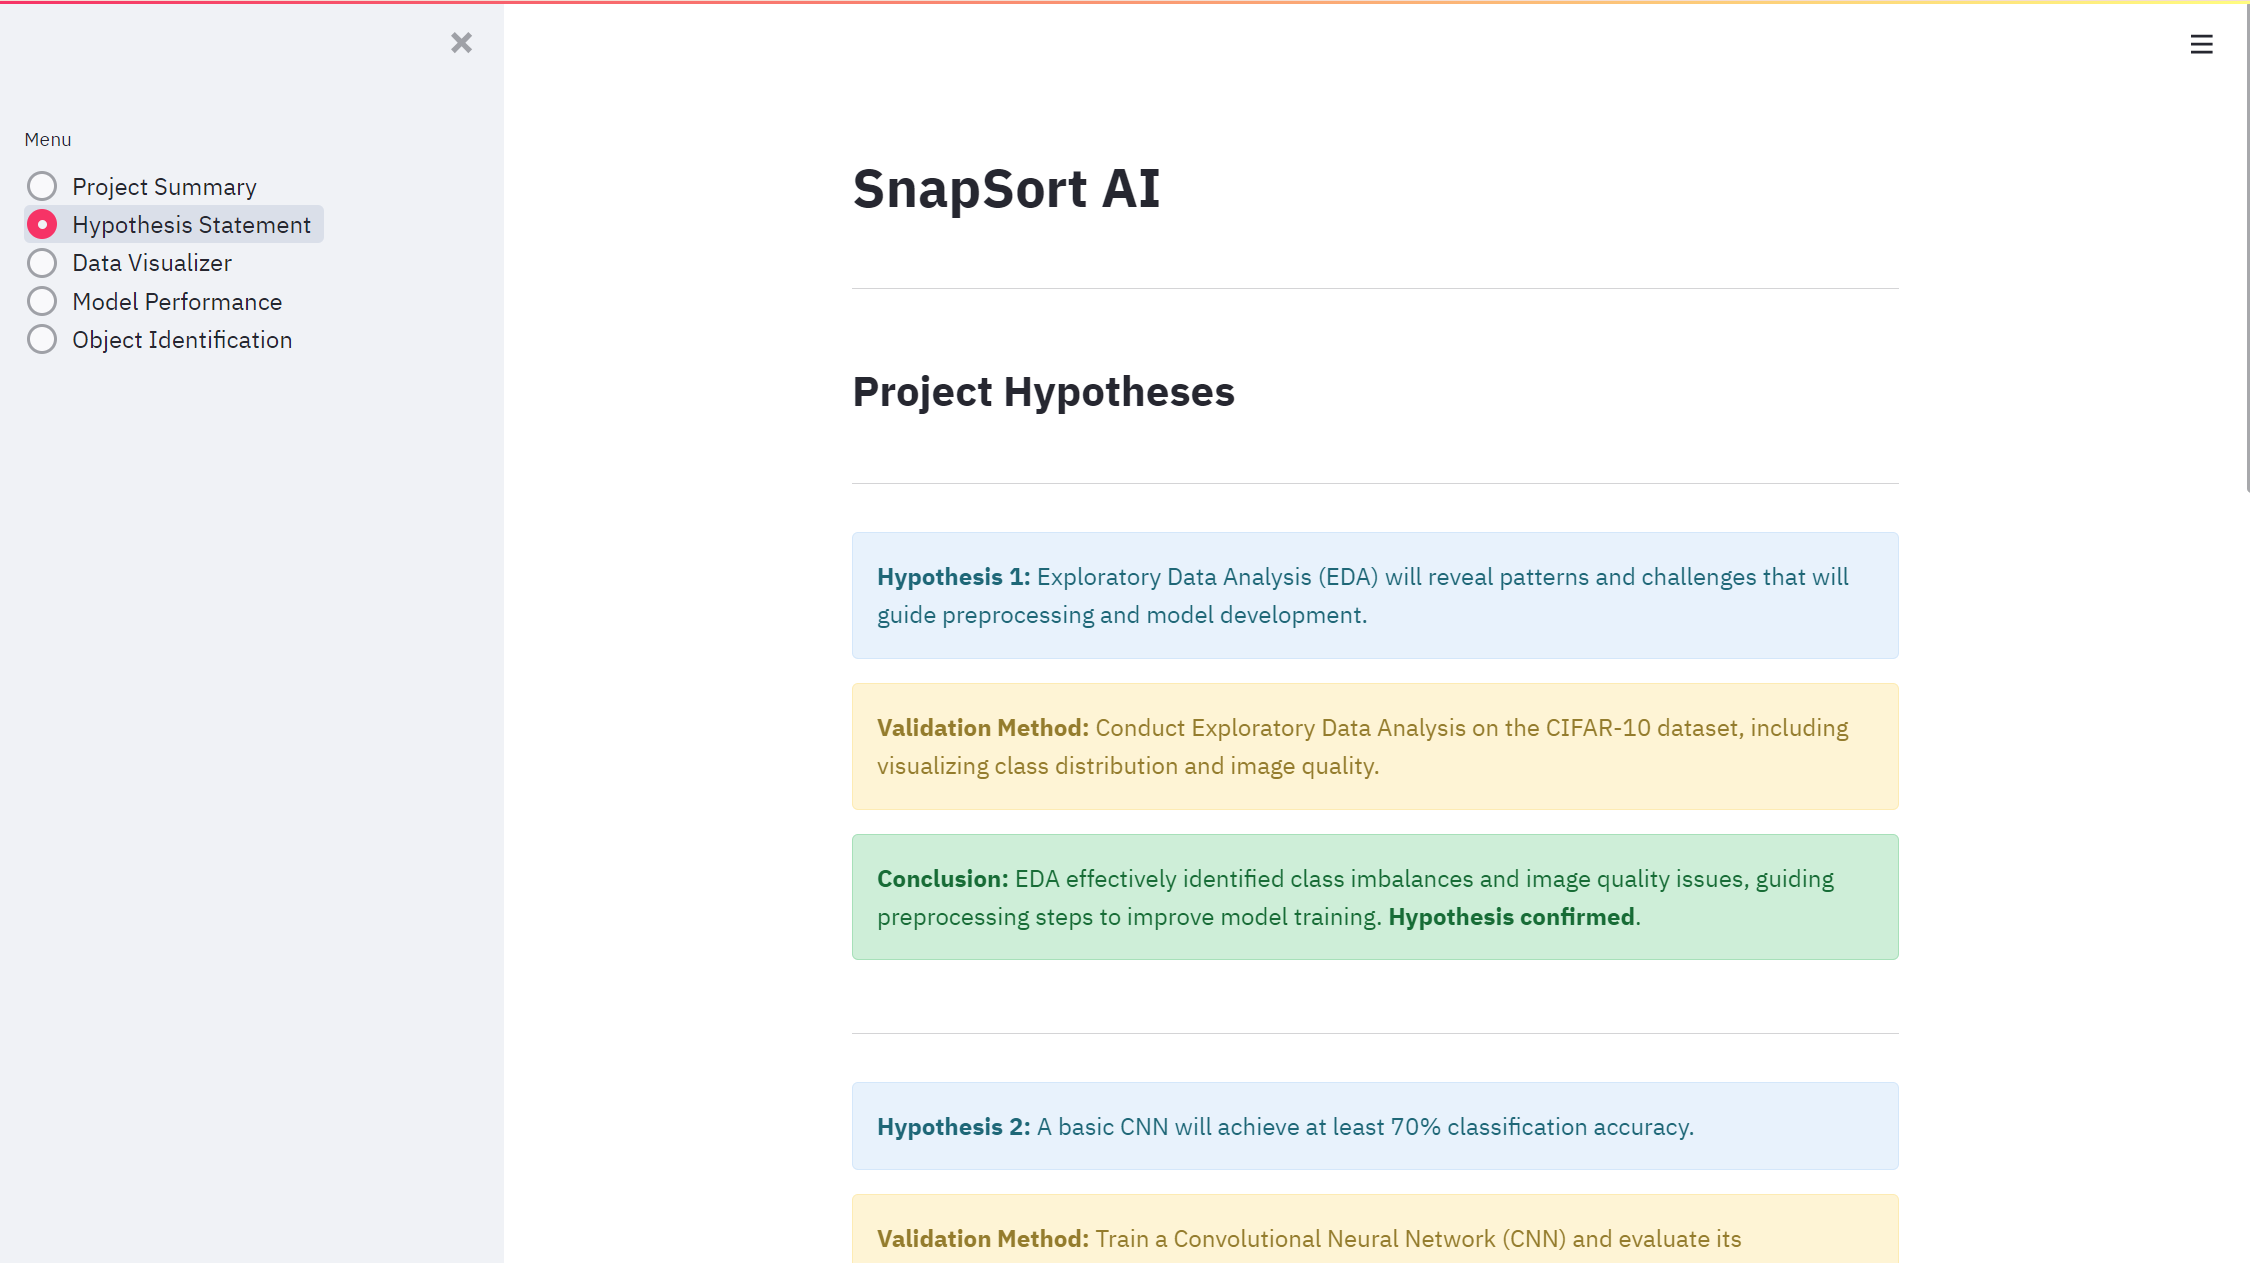 Menu
Project Summary
Hypothesis Statement
Data Visualizer
Model Performance
Object Identification
SnapSort AI
Project Hypotheses
Hypothesis 1: Exploratory Data Analysis (EDA) will reveal patterns and challenges that will
guide preprocessing and model development.
Validation Method: Conduct Exploratory Data Analysis on the CIFAR-10 dataset, including
visualizing class distribution and image quality.
Conclusion: EDA effectively identified class imbalances and image quality issues, guiding
preprocessing steps to improve model training. Hypothesis confirmed.
Hypothesis 2: A basic CNN will achieve at least 70% classification accuracy.
Validation Method: Train a Convolutional Neural Network (CNN) and evaluate its